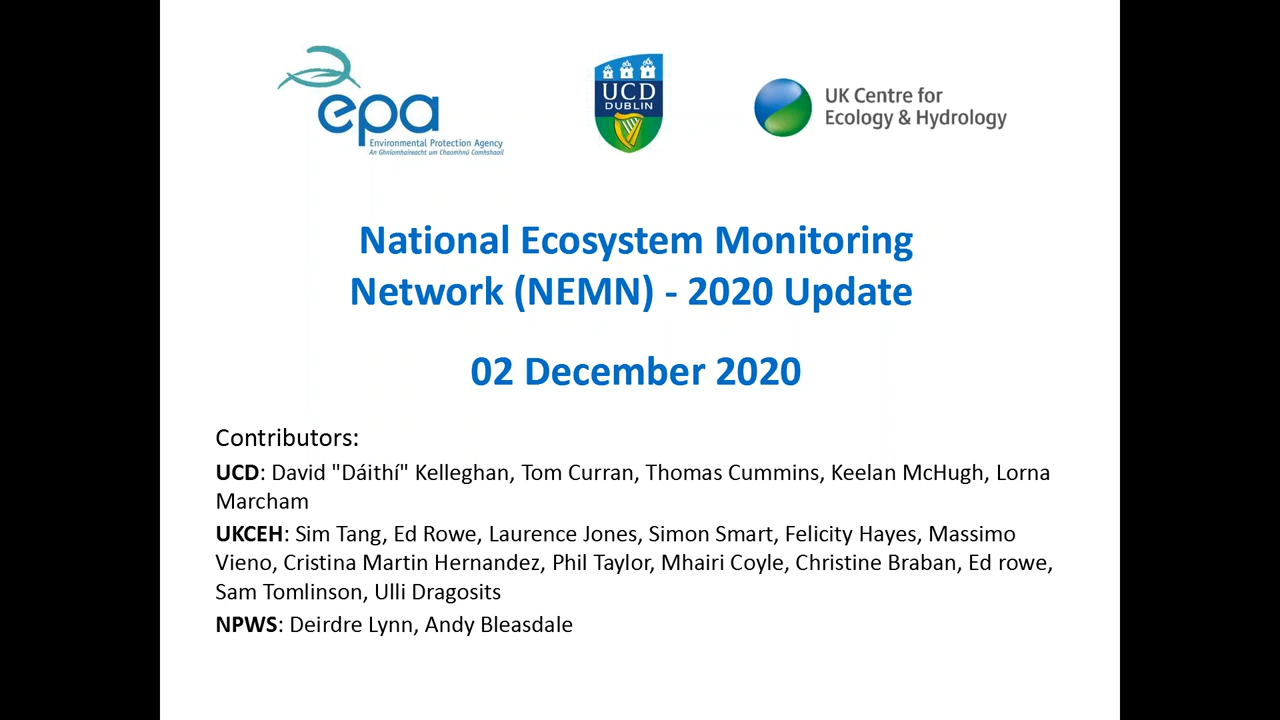 epa
Environmental Protection Agency
An Ghníomhaireacht um Chaomhnú Comhshaoil
UCD
DUBLIN
UK Centre for
Ecology & Hydrology
National Ecosystem Monitoring
Network (NEMN) - 2020 Update
02 December 2020
Contributors:
UCD: David "Dáithí" Kelleghan, Tom Curran, Thomas Cummins, Keelan McHugh, Lorna
Marcham
UKCEH: Sim Tang, Ed Rowe, Laurence Jones, Simon Smart, Felicity Hayes, Massimo
Vieno, Cristina Martin Hernandez, Phil Taylor, Mhairi Coyle, Christine Braban, Ed rowe,
Sam Tomlinson, Ulli Dragosits
NPWS: Deirdre Lynn, Andy Bleasdale